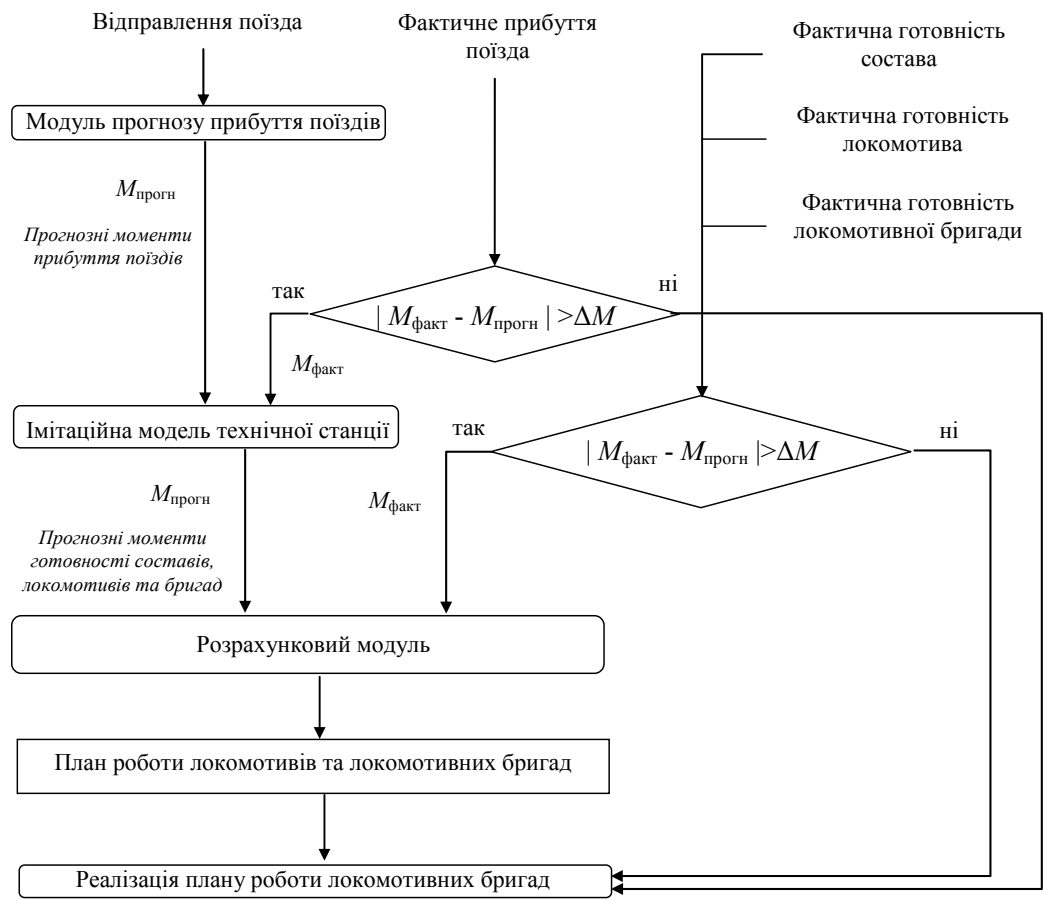 Відправлення поїзда
Фактичне прибуття
поїзда
Фактична готовність
состава
Модуль прогнозу прибуття поїздів
Фактична готовність
локомотива
Mпрогн
Фактична готовність
локомотивної бригади
Прогнозні моменти
прибуття поїздів
так
ні
| Mфакт - Mпрогн | >ΔM
Mфакт
Імітаційна модель технічної станції
так
ні
| Mфакт - Mпрогн |>ΔM
Mпрогн
Mфакт
Прогнозні моменти
готовності составів,
локомотивів та бригад
Розрахунковий модуль
План роботи локомотивів та локомотивних бригад
Реалізація плану роботи локомотивних бригад